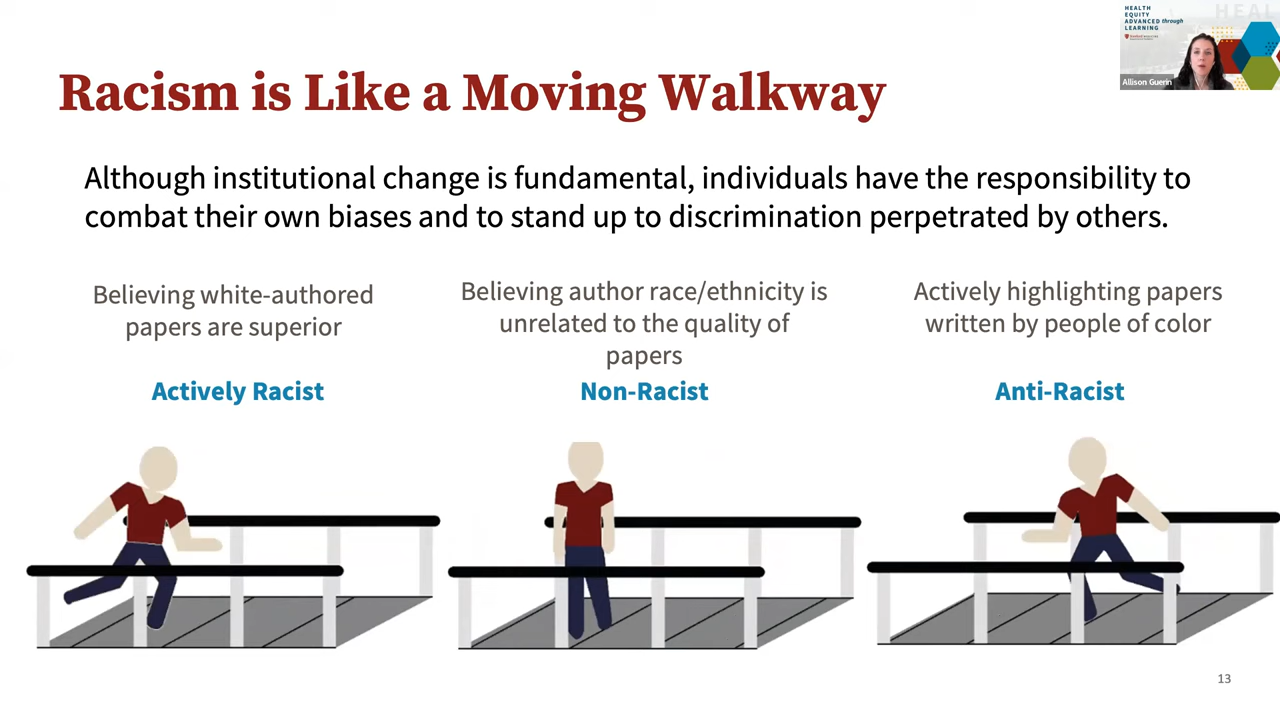 HEALTH
EQUITY
ADVANCED through
LEARNING
HEAL
Allison Guerin
Racism is Like a Moving Walkway
Although institutional change is fundamental, individuals have the responsibility to
combat their own biases and to stand up to discrimination perpetrated by others.
Believing white-authored
papers are superior
Actively Racist
Believing author race/ethnicity is
unrelated to the quality of
papers
Non-Racist
Actively highlighting papers
written by people of color
Anti-Racist
13